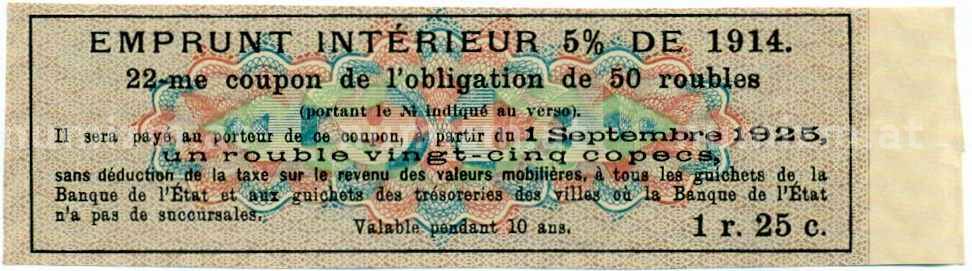 EMPRUNT INTÉRIEUR 5% DE 1914.
22-me coupon de l'obligation de 50 roubles
(portant le № indiqué au verso).
Il sera payé au porteur de ce coupon, à partir du 1 Septembre 1925,
un rouble vingt-cinq copecs,
sans déduction de la taxe sur le revenu des valeurs mobilières, à tous les guichets de la
Banque de l'État et aux guichets des trésoreries des villes où la Banque de l'État
n'a pas de succursales.
Valable pendant 10 ans.
1 r. 25 c.